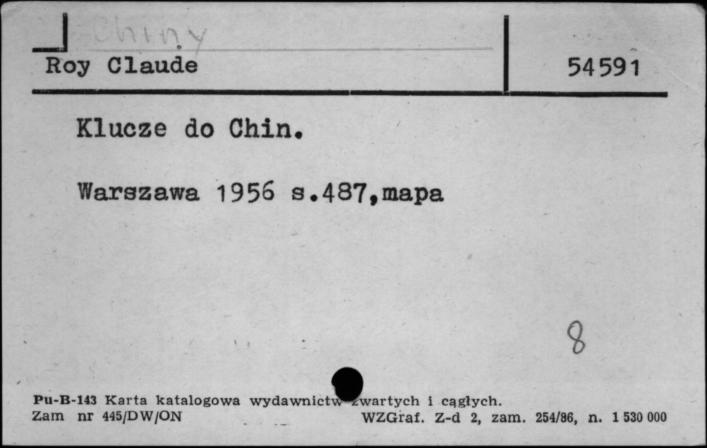 Chiny
Roy Claude 54591
Klucze do Chin.
Warszawa 1956 s.487,mapa
8
Pu-B-143 Karta katalogowa wydawnictw zwartych i cągłych.
Zam nr 445/DW/ON WZGraf. Z-d 2, zam. 254/86, n. 1 530 000